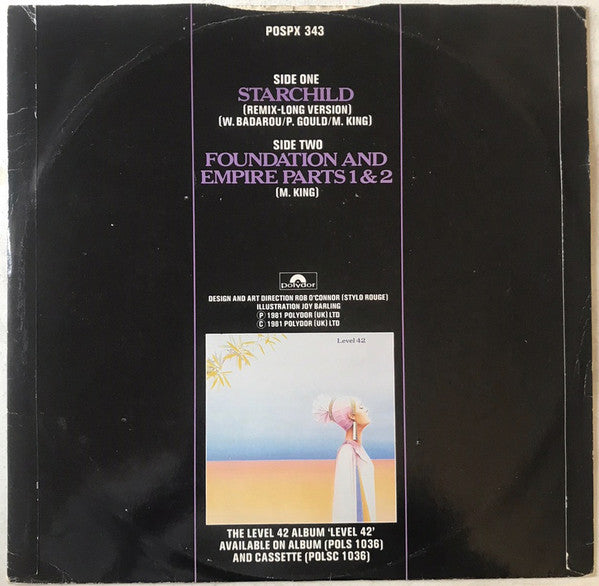 POSPX 343
SIDE ONE
STARCHILD
(REMIX-LONG VERSION)
(W. BADAROU/P. GOULD/M. KING)
SIDE TWO
FOUNDATION AND
EMPIRE PARTS 1 & 2
(M. KING)
polydor
DESIGN AND ART DIRECTION ROB O'CONNOR (STYLO ROUGE)
ILLUSTRATION JOY BARLING
Ⓟ 1981 POLYDOR (UK) LTD
Ⓒ 1981 POLYDOR (UK) LTD
Level 42
THE LEVEL 42 ALBUM 'LEVEL 42'
AVAILABLE ON ALBUM (POLS 1036)
AND CASSETTE (POLSC 1036)